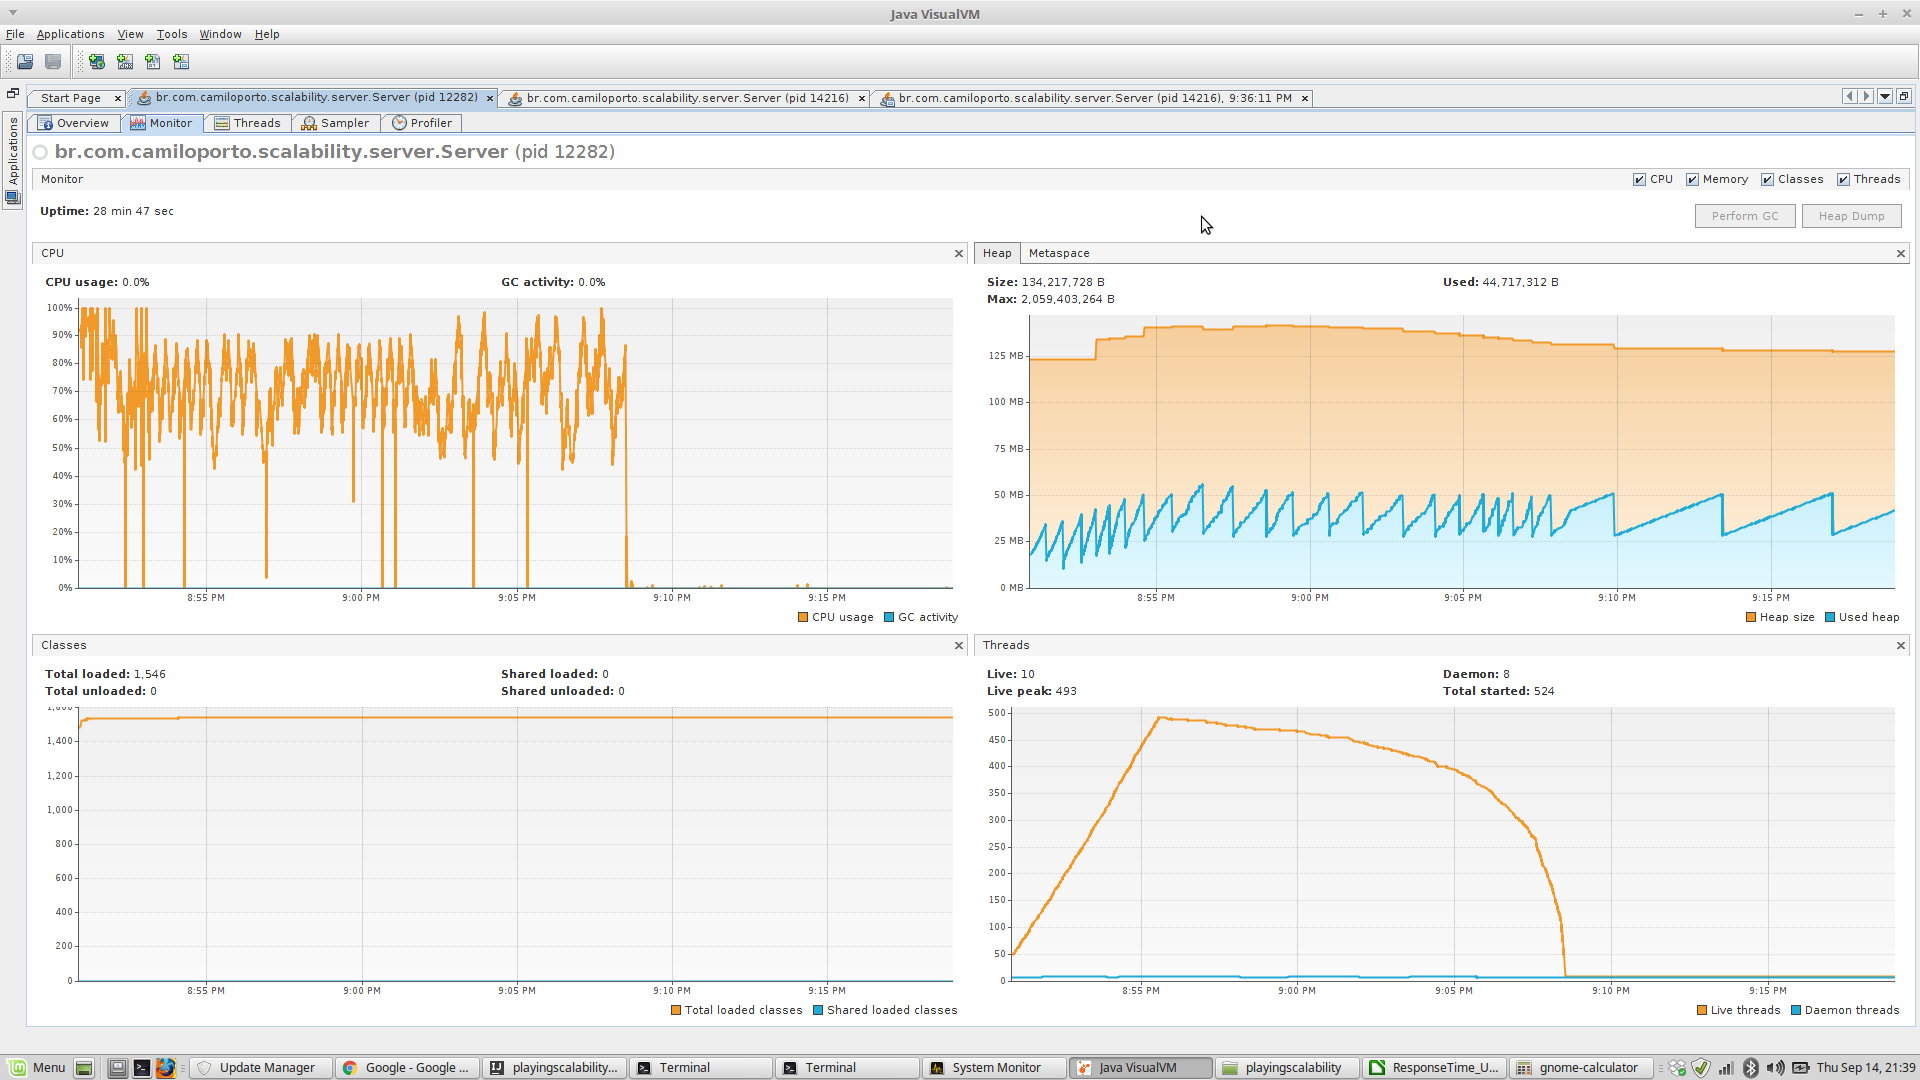 Java VisualVM
File Applications View Tools Window Help
Start Page
br.com.camiloporto.scalability.server.Server (pid 12282)
br.com.camiloporto.scalability.server.Server (pid 14216)
br.com.camiloporto.scalability.server.Server (pid 14216), 9:36:11 PM
Applications
Overview Monitor Threads Sampler Profiler
br.com.camiloporto.scalability.server.Server (pid 12282)
Monitor
CPU Memory Classes Threads
Uptime: 28 min 47 sec
Perform GC Heap Dump
CPU
CPU usage: 0.0% GC activity: 0.0%
100%
90%
80%
70%
60%
50%
40%
30%
20%
10%
0%
8:55 PM 9:00 PM 9:05 PM 9:10 PM 9:15 PM
CPU usage GC activity
Heap Metaspace
Size: 134,217,728 B Used: 44,717,312 B
Max: 2,059,403,264 B
125 MB
100 MB
75 MB
50 MB
25 MB
0 MB
8:55 PM 9:00 PM 9:05 PM 9:10 PM 9:15 PM
Heap size Used heap
Classes
Total loaded: 1,546 Shared loaded: 0
Total unloaded: 0 Shared unloaded: 0
1,600
1,400
1,200
1,000
800
600
400
200
0
8:55 PM 9:00 PM 9:05 PM 9:10 PM 9:15 PM
Total loaded classes Shared loaded classes
Threads
Live: 10 Daemon: 8
Live peak: 493 Total started: 524
500
450
400
350
300
250
200
150
100
50
0
8:55 PM 9:00 PM 9:05 PM 9:10 PM 9:15 PM
Live threads Daemon threads
Menu Update Manager Google - Google ... playingscalability... Terminal Terminal System Monitor Java VisualVM playingscalability ResponseTime_U... gnome-calculator Thu Sep 14, 21:39